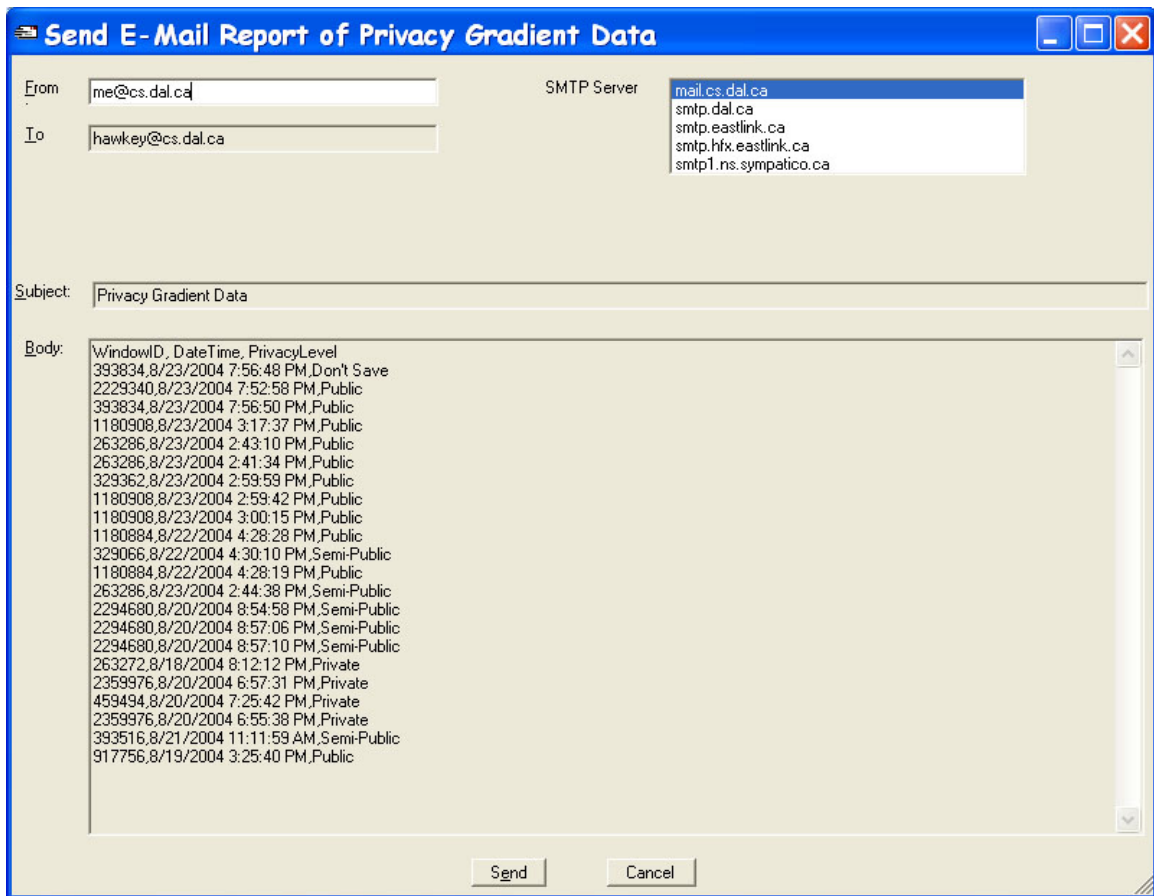 Send E-Mail Report of Privacy Gradient Data
From
me@cs.dal.ca
SMTP Server
mail.cs.dal.ca
smtp.dal.ca
smtp.eastlink.ca
smtp.hfx.eastlink.ca
smtp1.ns.sympatico.ca
To
hawkey@cs.dal.ca
Subject:
Privacy Gradient Data
Body:
WindowID, DateTime, PrivacyLevel
393834,8/23/2004 7:56:48 PM,Don't Save
2229340,8/23/2004 7:52:58 PM,Public
393834,8/23/2004 7:56:50 PM,Public
1180908,8/23/2004 3:17:37 PM,Public
263286,8/23/2004 2:43:10 PM,Public
263286,8/23/2004 2:41:34 PM,Public
329362,8/23/2004 2:59:59 PM,Public
1180908,8/23/2004 2:59:42 PM,Public
1180908,8/23/2004 3:00:15 PM,Public
1180884,8/22/2004 4:28:28 PM,Public
329066,8/22/2004 4:30:10 PM,Semi-Public
1180884,8/22/2004 4:28:19 PM,Public
263286,8/23/2004 2:44:38 PM,Semi-Public
2294680,8/20/2004 8:54:58 PM,Semi-Public
2294680,8/20/2004 8:57:06 PM,Semi-Public
2294680,8/20/2004 8:57:10 PM,Semi-Public
263272,8/18/2004 8:12:12 PM,Private
2359976,8/20/2004 6:57:31 PM,Private
459494,8/20/2004 7:25:42 PM,Private
2359976,8/20/2004 6:55:38 PM,Private
393516,8/21/2004 11:11:59 AM,Semi-Public
917756,8/19/2004 3:25:40 PM,Public
Send
Cancel